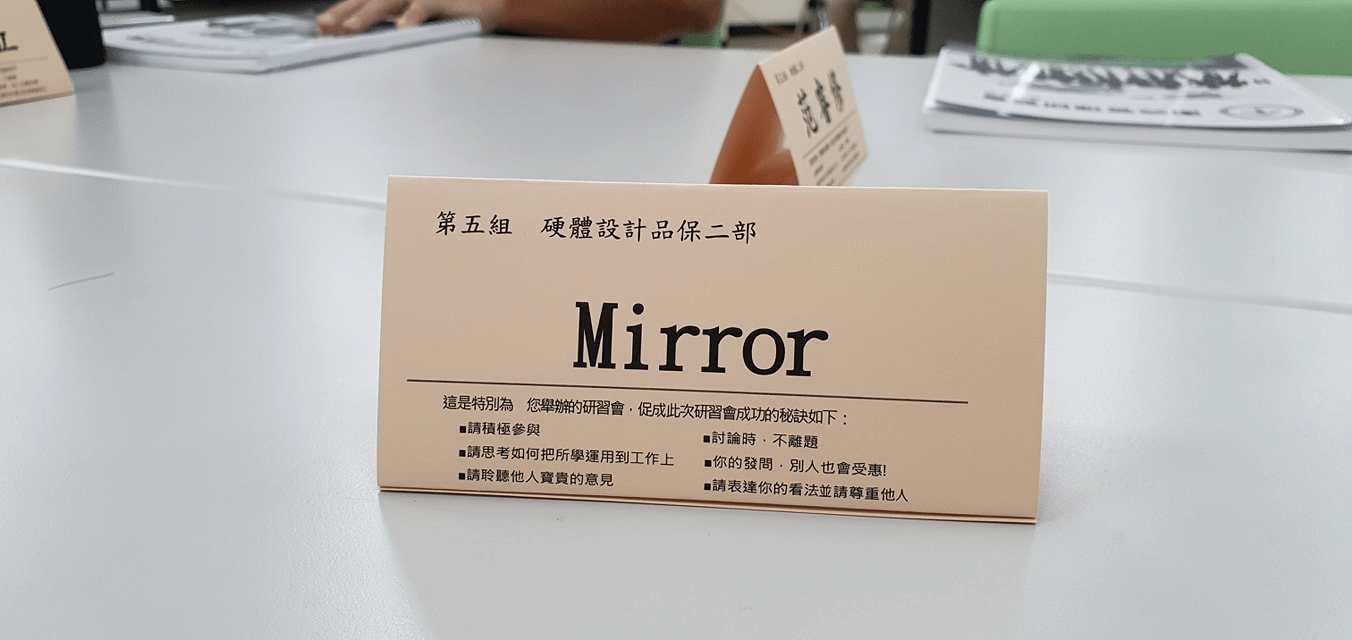 第五組 硬體設計品保二部
Mirror
這是特別為 您舉辦的研習會，促成此次研習會成功的秘訣如下：
■請積極參與
■請思考如何把所學運用到工作上
■請聆聽他人寶貴的意見
■討論時，不離題
■你的發問，別人也會受惠!
■請表達你的看法並請尊重他人